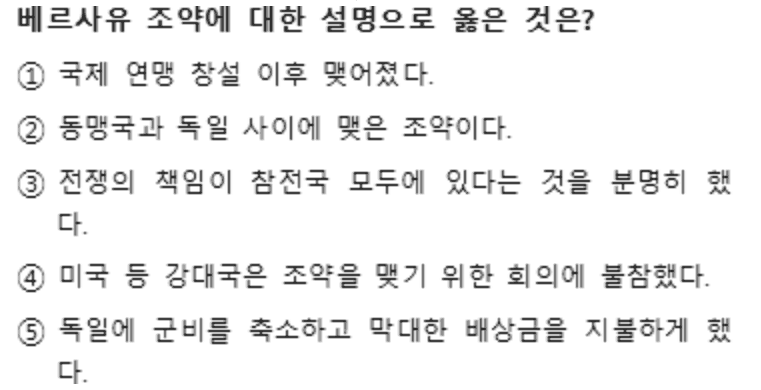 베르사유 조약에 대한 설명으로 옳은 것은?
① 국제 연맹 창설 이후 맺어졌다.
② 동맹국과 독일 사이에 맺은 조약이다.
③ 전쟁의 책임이 참전국 모두에 있다는 것을 분명히 했
다.
④ 미국 등 강대국은 조약을 맺기 위한 회의에 불참했다.
⑤ 독일에 군비를 축소하고 막대한 배상금을 지불하게 했
다.